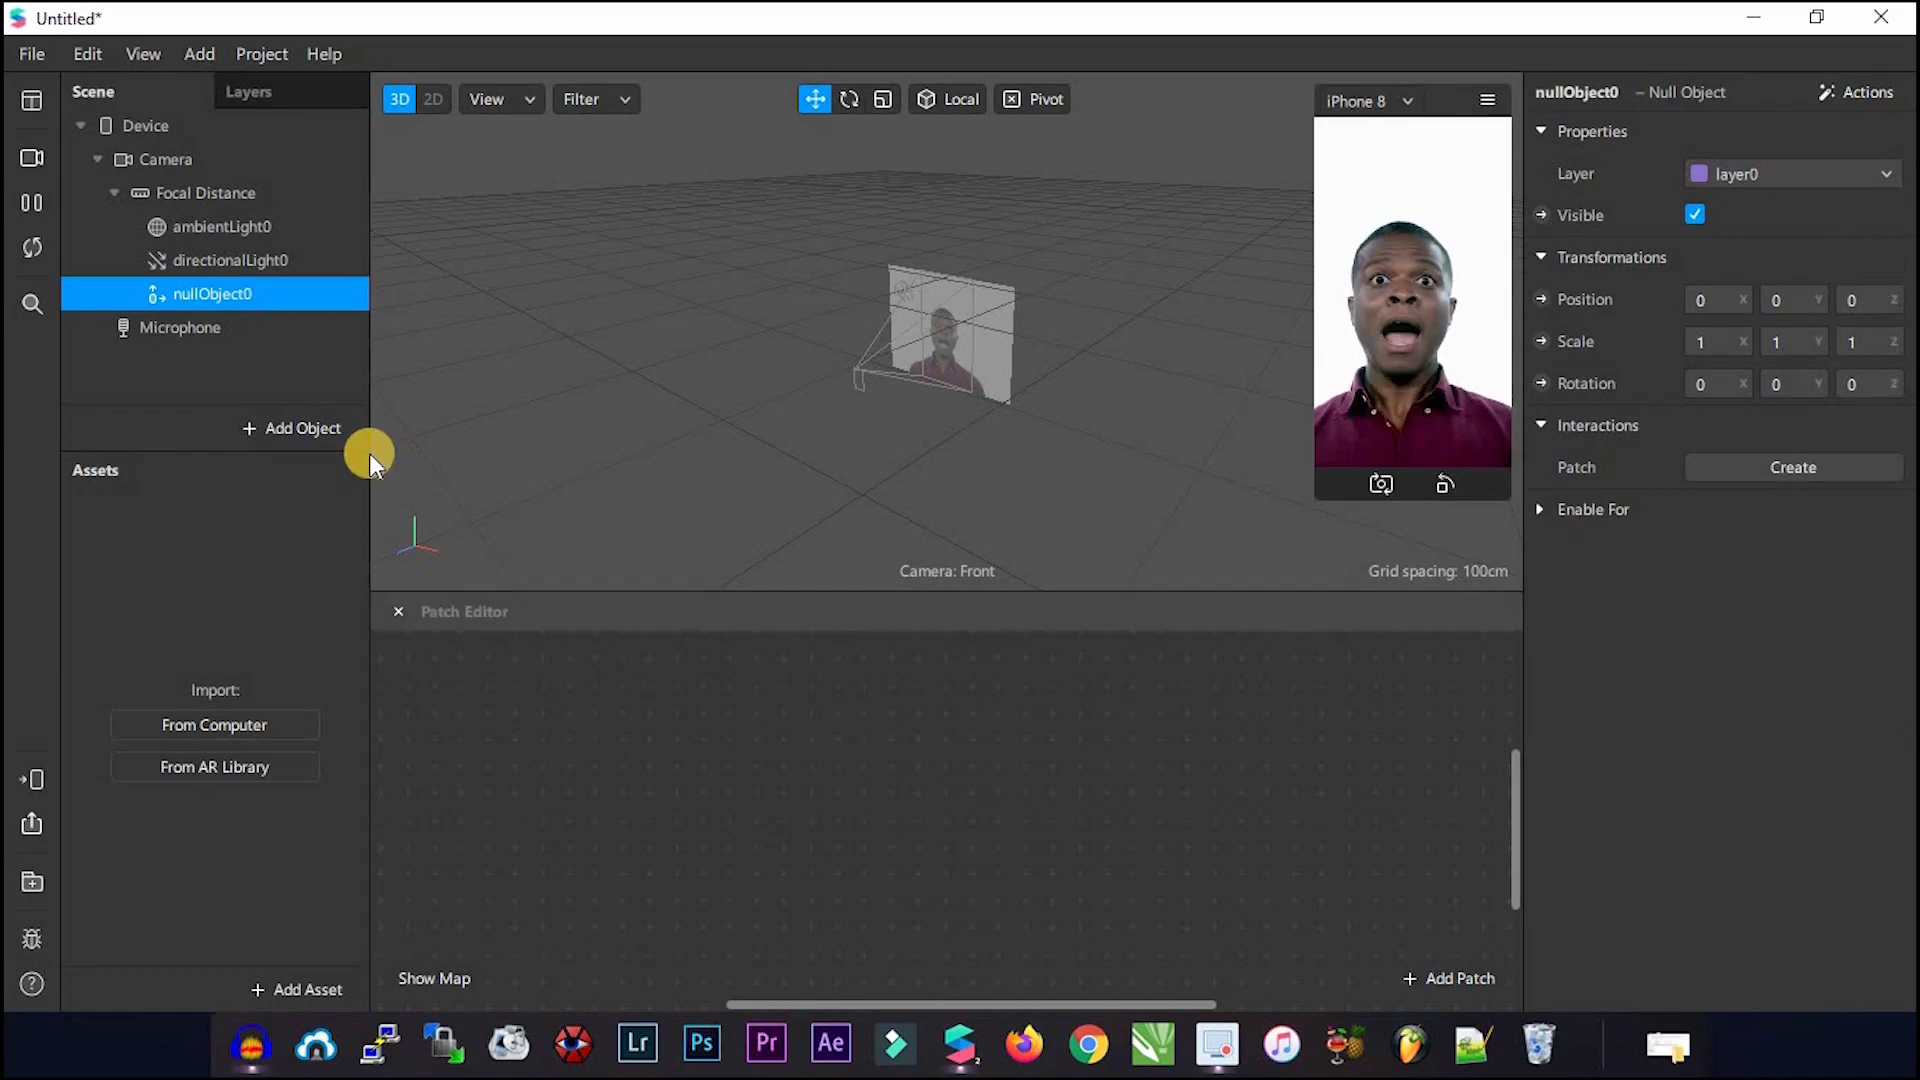 Untitled*
File Edit View Add Project Help
Scene Layers
Device
Camera
Focal Distance
ambientLight0
directionalLight0
nullObject0
Microphone
+ Add Object
Assets
Import:
From Computer
From AR Library
+ Add Asset
3D 2D View Filter Local Pivot
iPhone 8
Camera: Front
Grid spacing: 100cm
Patch Editor
Show Map
+ Add Patch
nullObject0 – Null Object Actions
Properties
Layer layer0
Visible
Transformations
Position 0 X 0 Y 0 Z
Scale 1 X 1 Y 1 Z
Rotation 0 X 0 Y 0 Z
Interactions
Patch Create
Enable For
Lr Ps Pr Ae 2